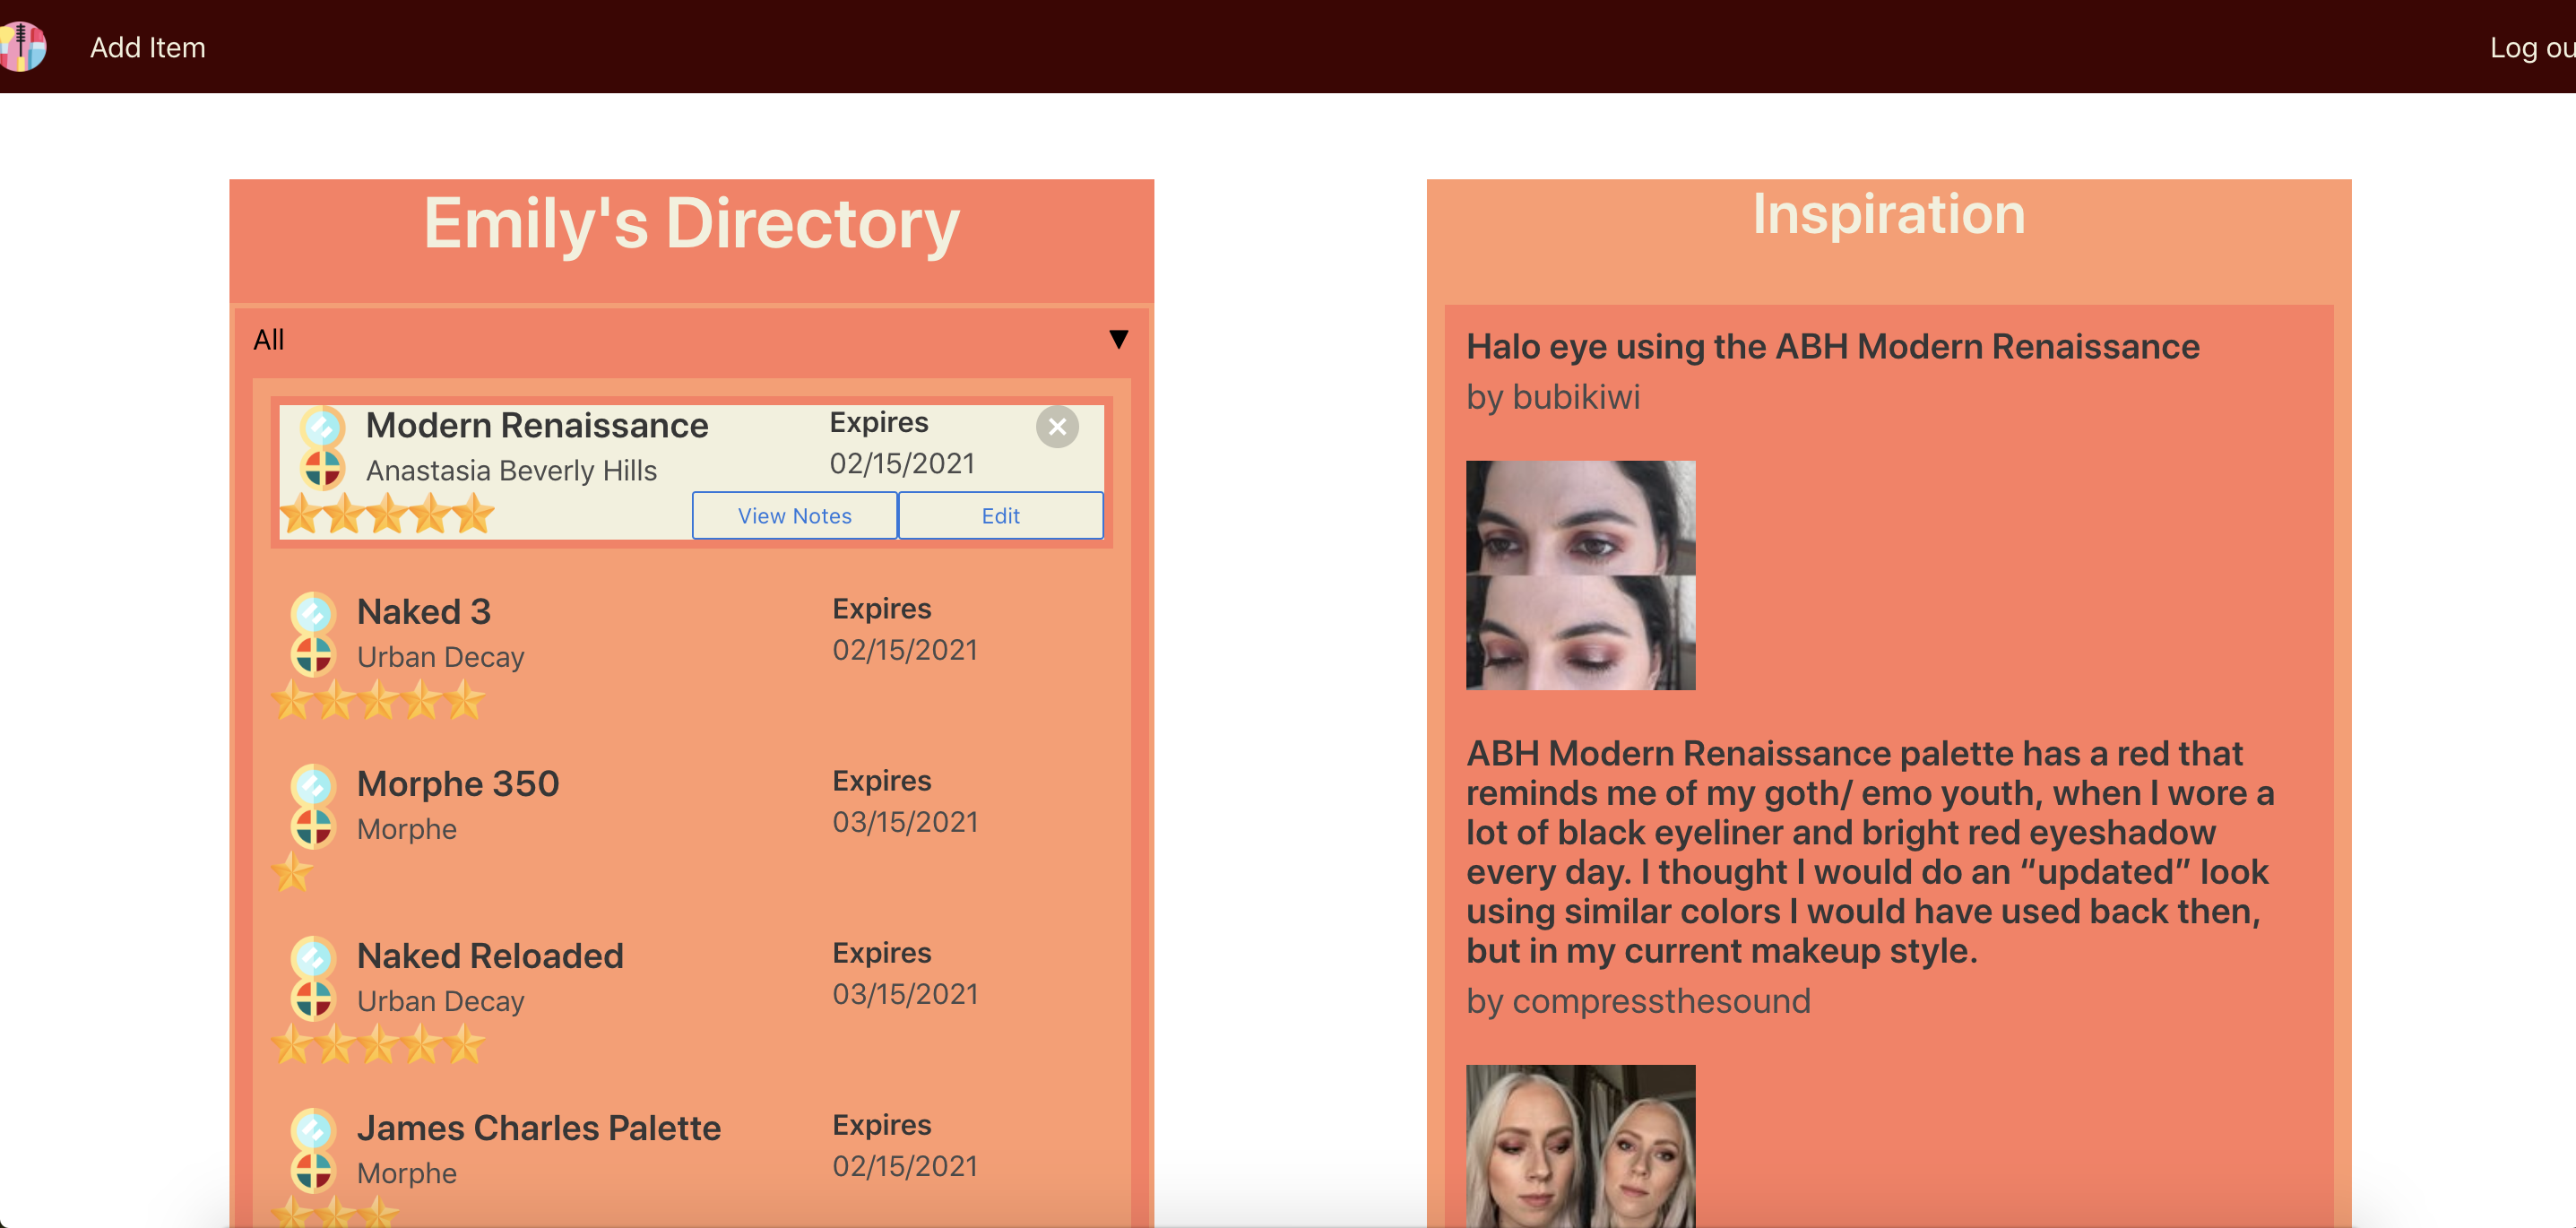 Add Item
Log ou
Emily's Directory
All
Modern Renaissance
Anastasia Beverly Hills
Expires
02/15/2021
View Notes
Edit
Naked 3
Urban Decay
Expires
02/15/2021
Morphe 350
Morphe
Expires
03/15/2021
Naked Reloaded
Urban Decay
Expires
03/15/2021
James Charles Palette
Morphe
Expires
02/15/2021
Inspiration
Halo eye using the ABH Modern Renaissance
by bubikiwi
ABH Modern Renaissance palette has a red that
reminds me of my goth/ emo youth, when I wore a
lot of black eyeliner and bright red eyeshadow
every day. I thought I would do an “updated” look
using similar colors I would have used back then,
but in my current makeup style.
by compressthesound